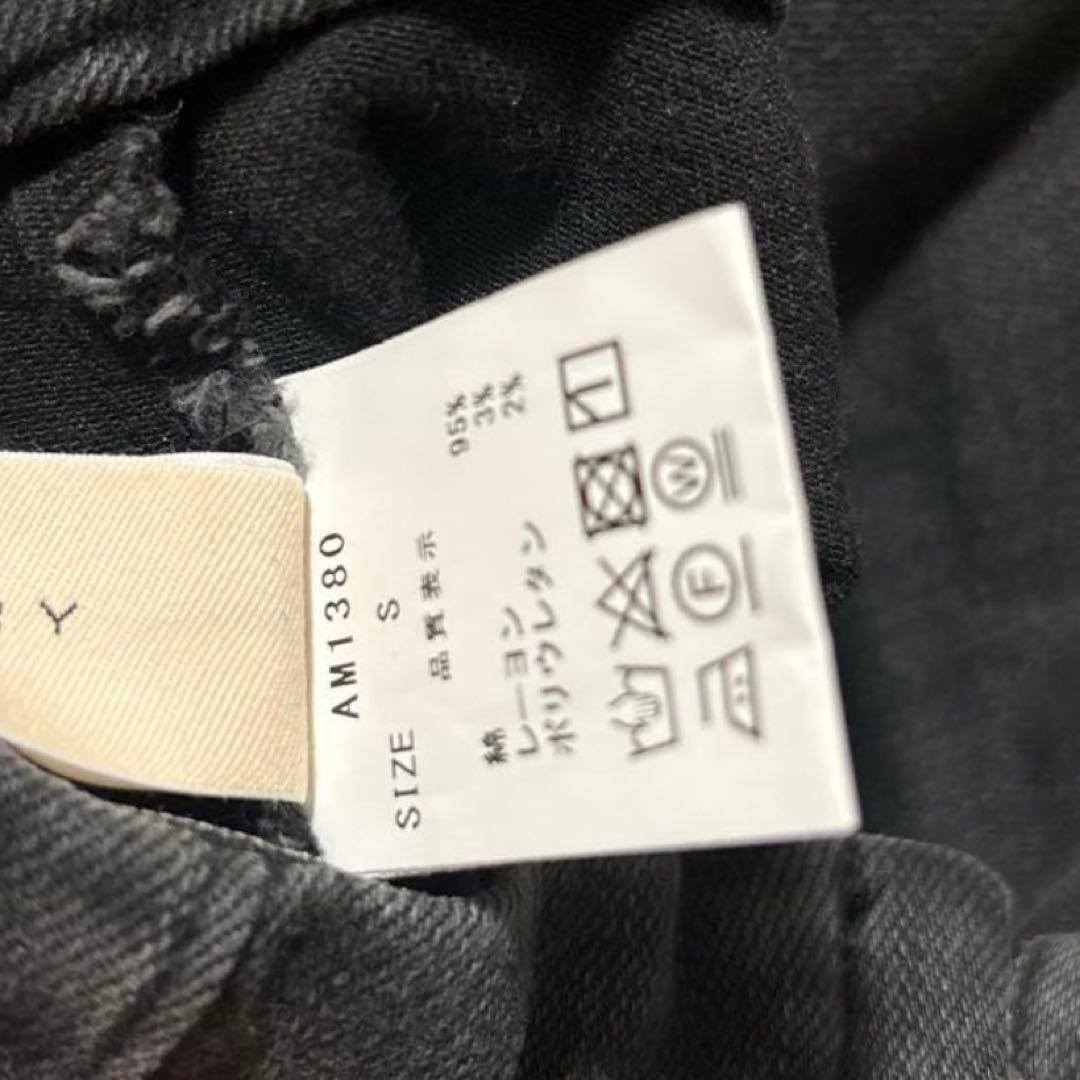 AM1380
SIZE S
品質表示
綿 95%
レーヨン 3%
ポリウレタン 2%
W
F
Y